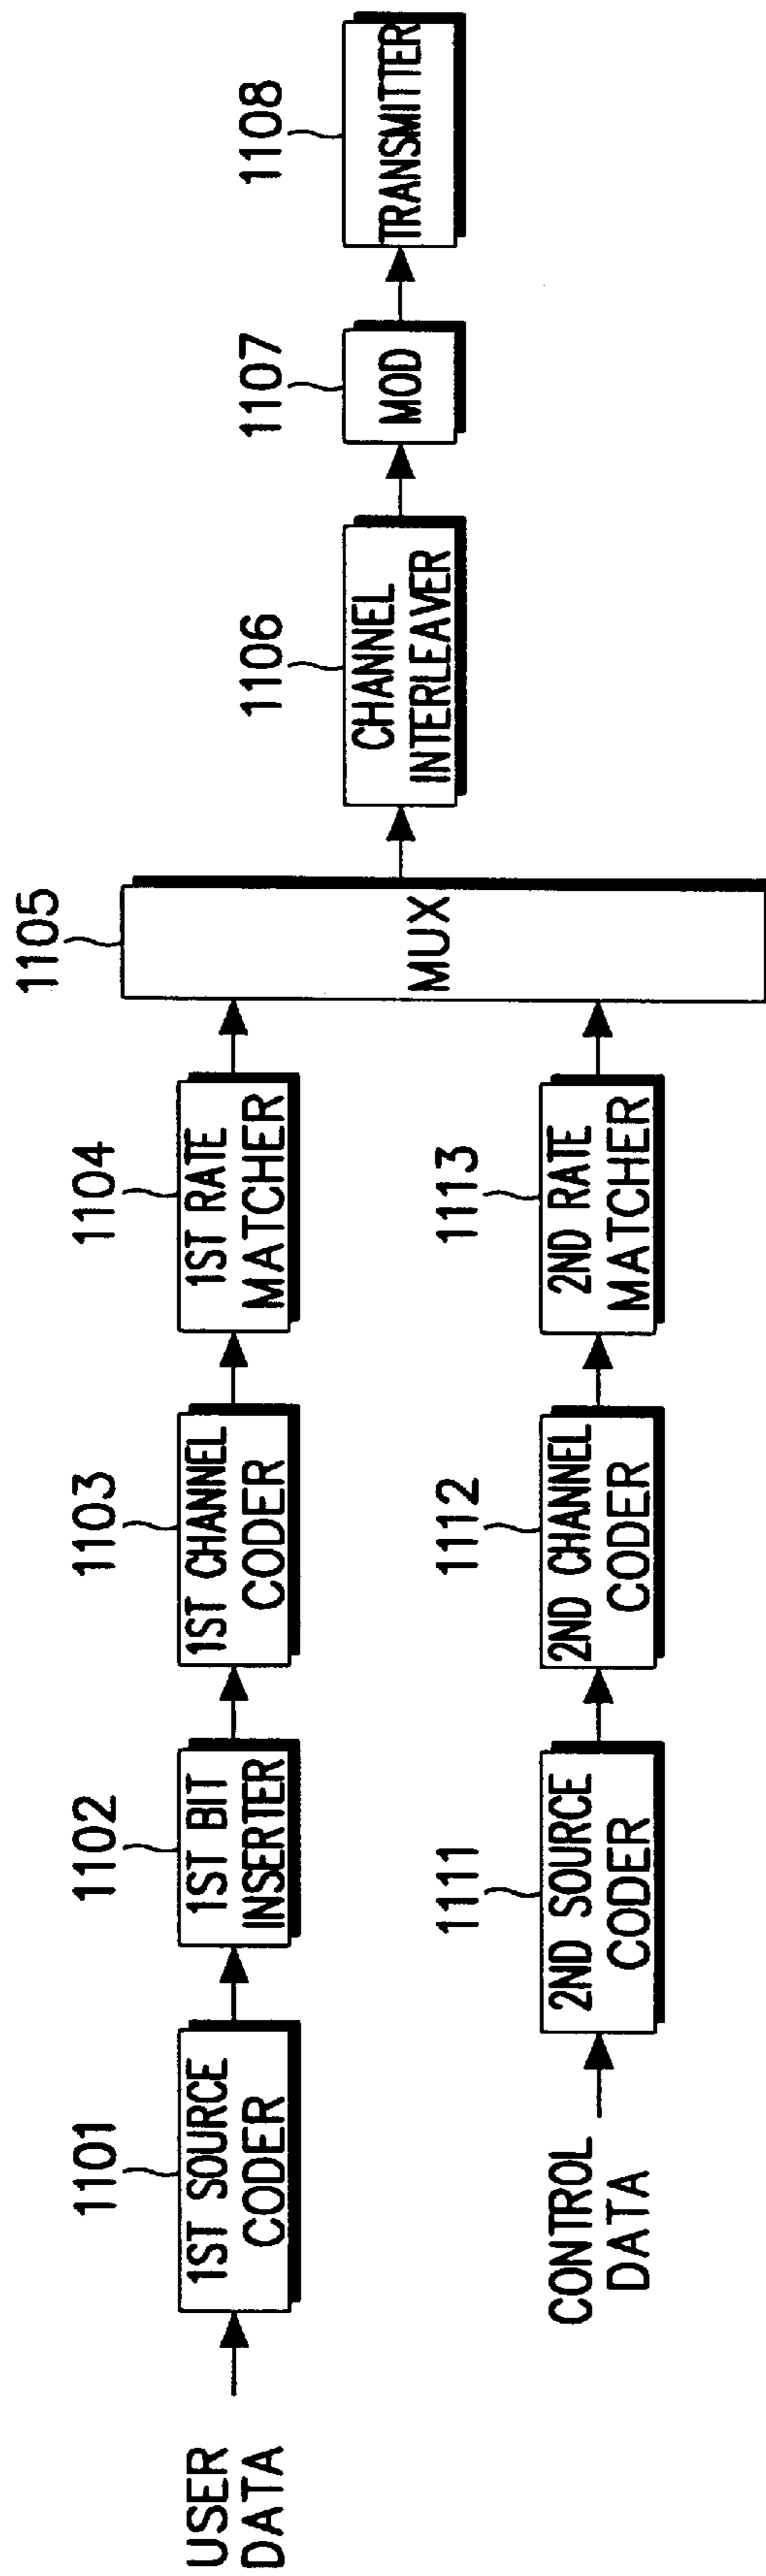 USER
DATA
1101
1ST SOURCE
CODER
1102
1ST BIT
INSERTER
1103
1ST CHANNEL
CODER
1104
1ST RATE
MATCHER
CONTROL
DATA
1111
2ND SOURCE
CODER
1112
2ND CHANNEL
CODER
1113
2ND RATE
MATCHER
1105
MUX
1106
CHANNEL
INTERLEAVER
1107
MOD
1108
TRANSMITTER